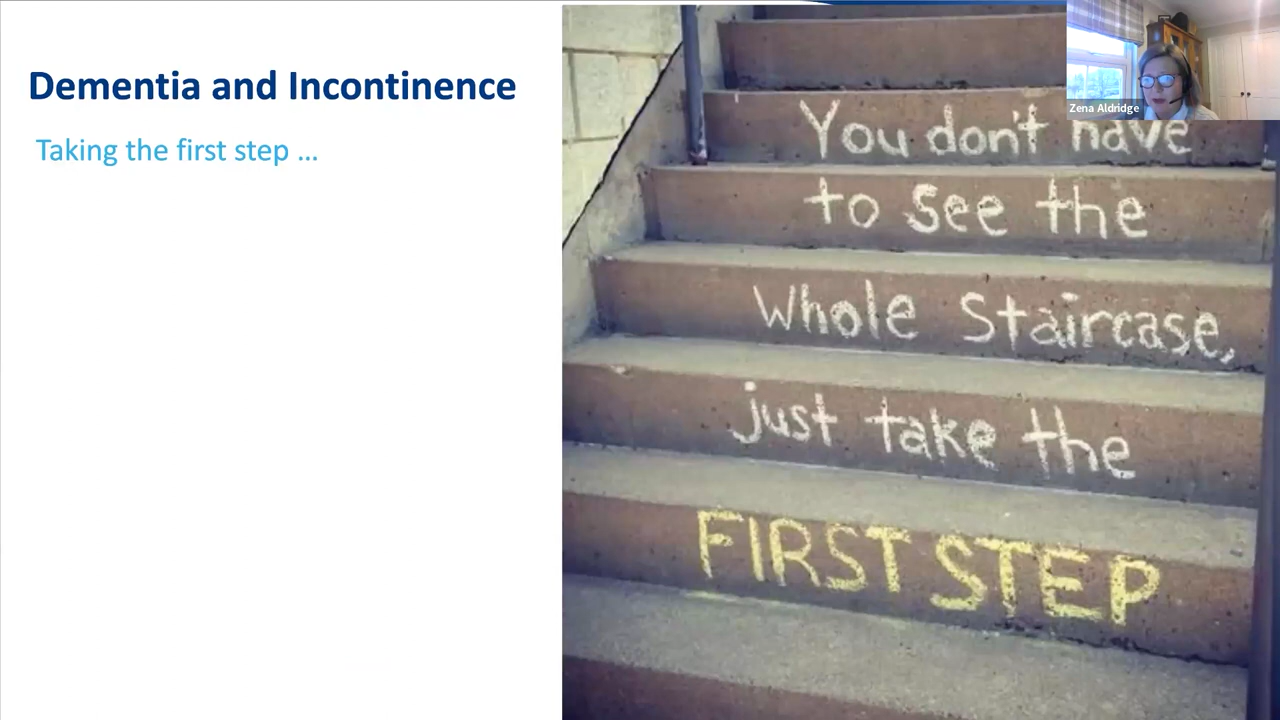 Dementia and Incontinence
Taking the first step ...
Zena Aldridge
You don't have
to see the
Whole Staircase,
just take the
FIRST STEP